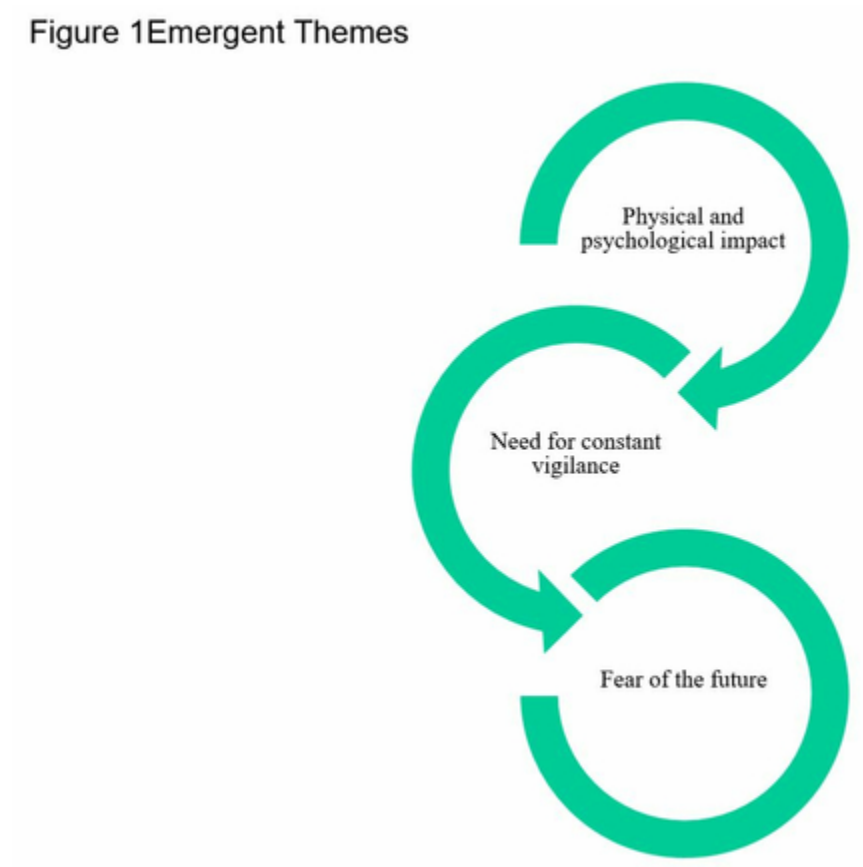 Figure 1Emergent Themes
Physical and
psychological impact
Need for constant
vigilance
Fear of the future